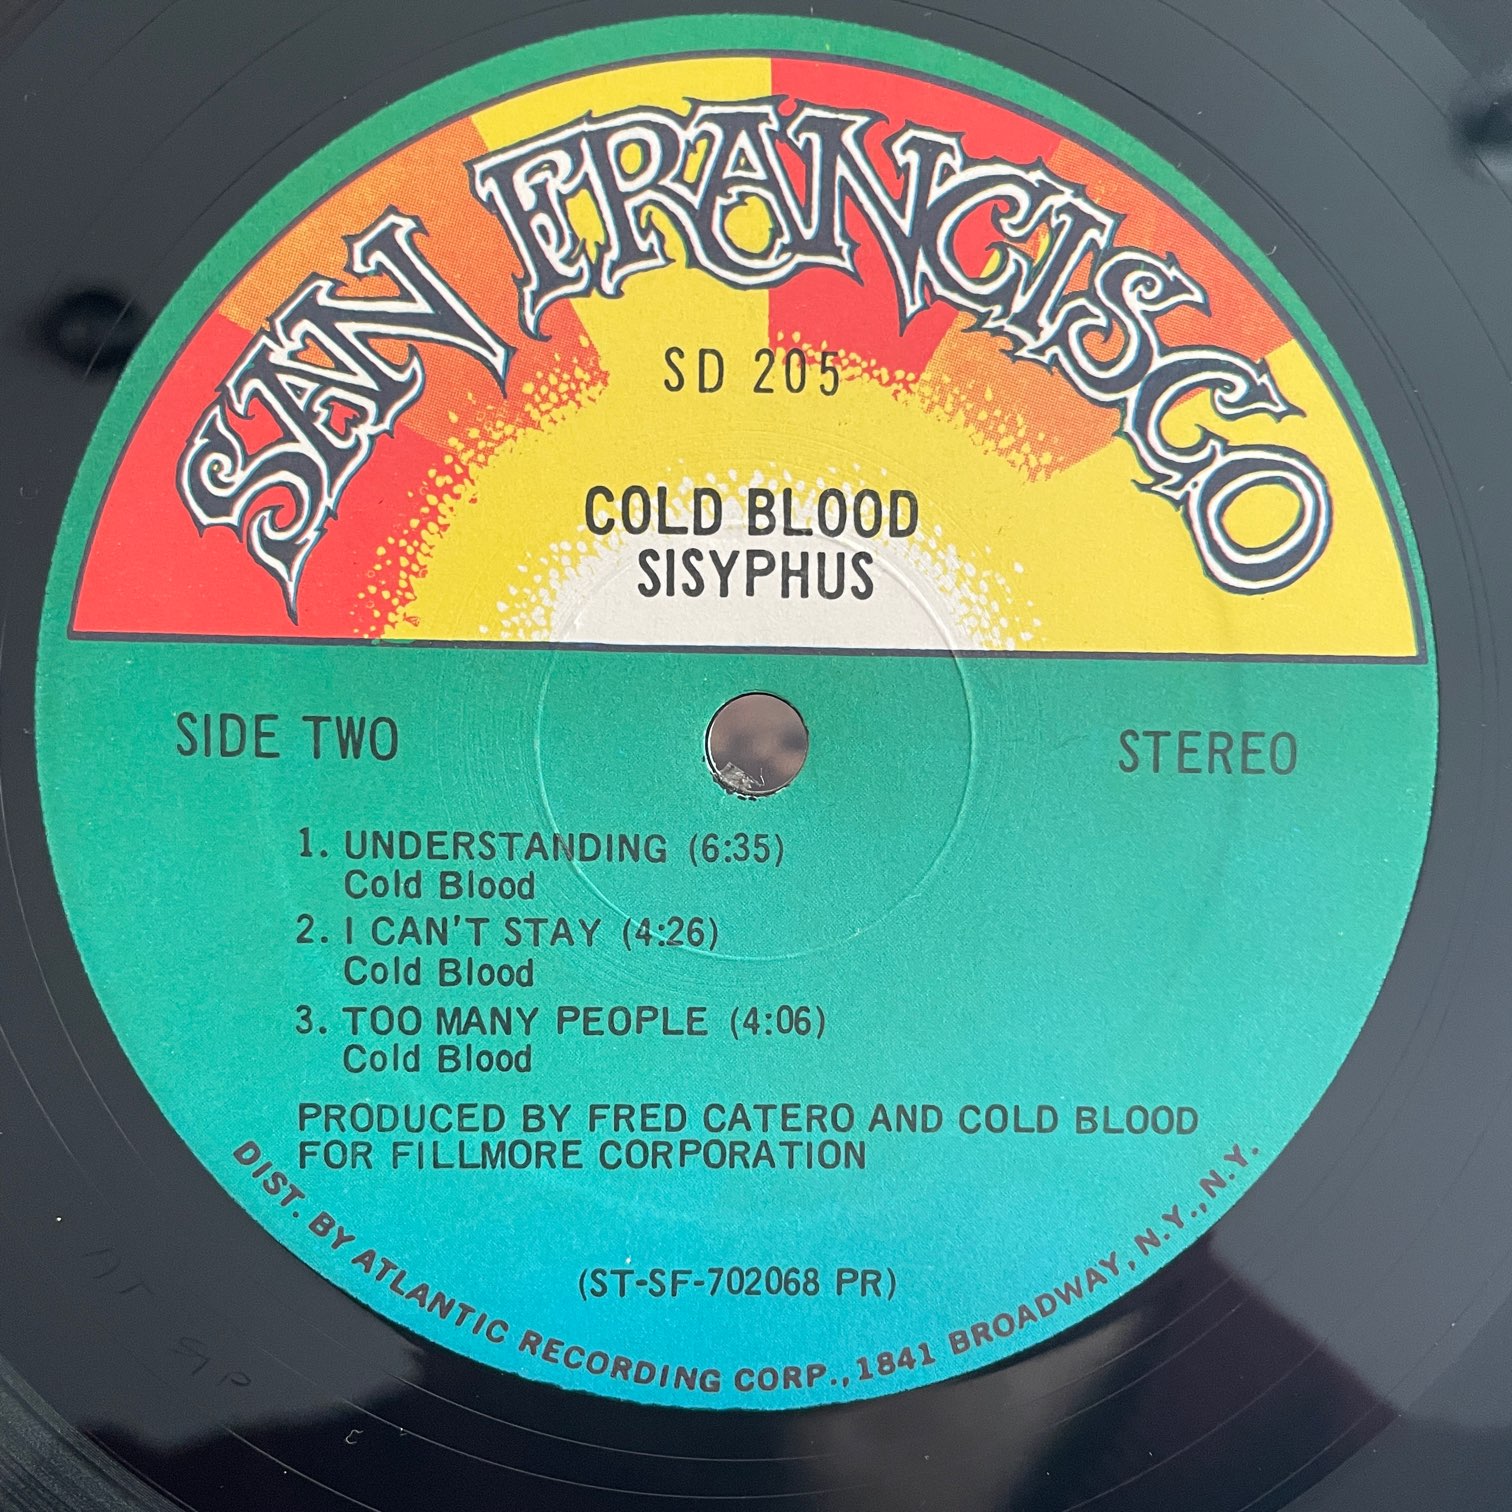 SAN FRANCISCO
SD 205
COLD BLOOD
SISYPHUS
SIDE TWO
STEREO
1. UNDERSTANDING (6:35)
Cold Blood
2. I CAN'T STAY (4:26)
Cold Blood
3. TOO MANY PEOPLE (4:06)
Cold Blood
PRODUCED BY FRED CATERO AND COLD BLOOD
FOR FILLMORE CORPORATION
(ST-SF-702068 PR)
DIST. BY ATLANTIC RECORDING CORP., 1841 BROADWAY, N.Y., N.Y.